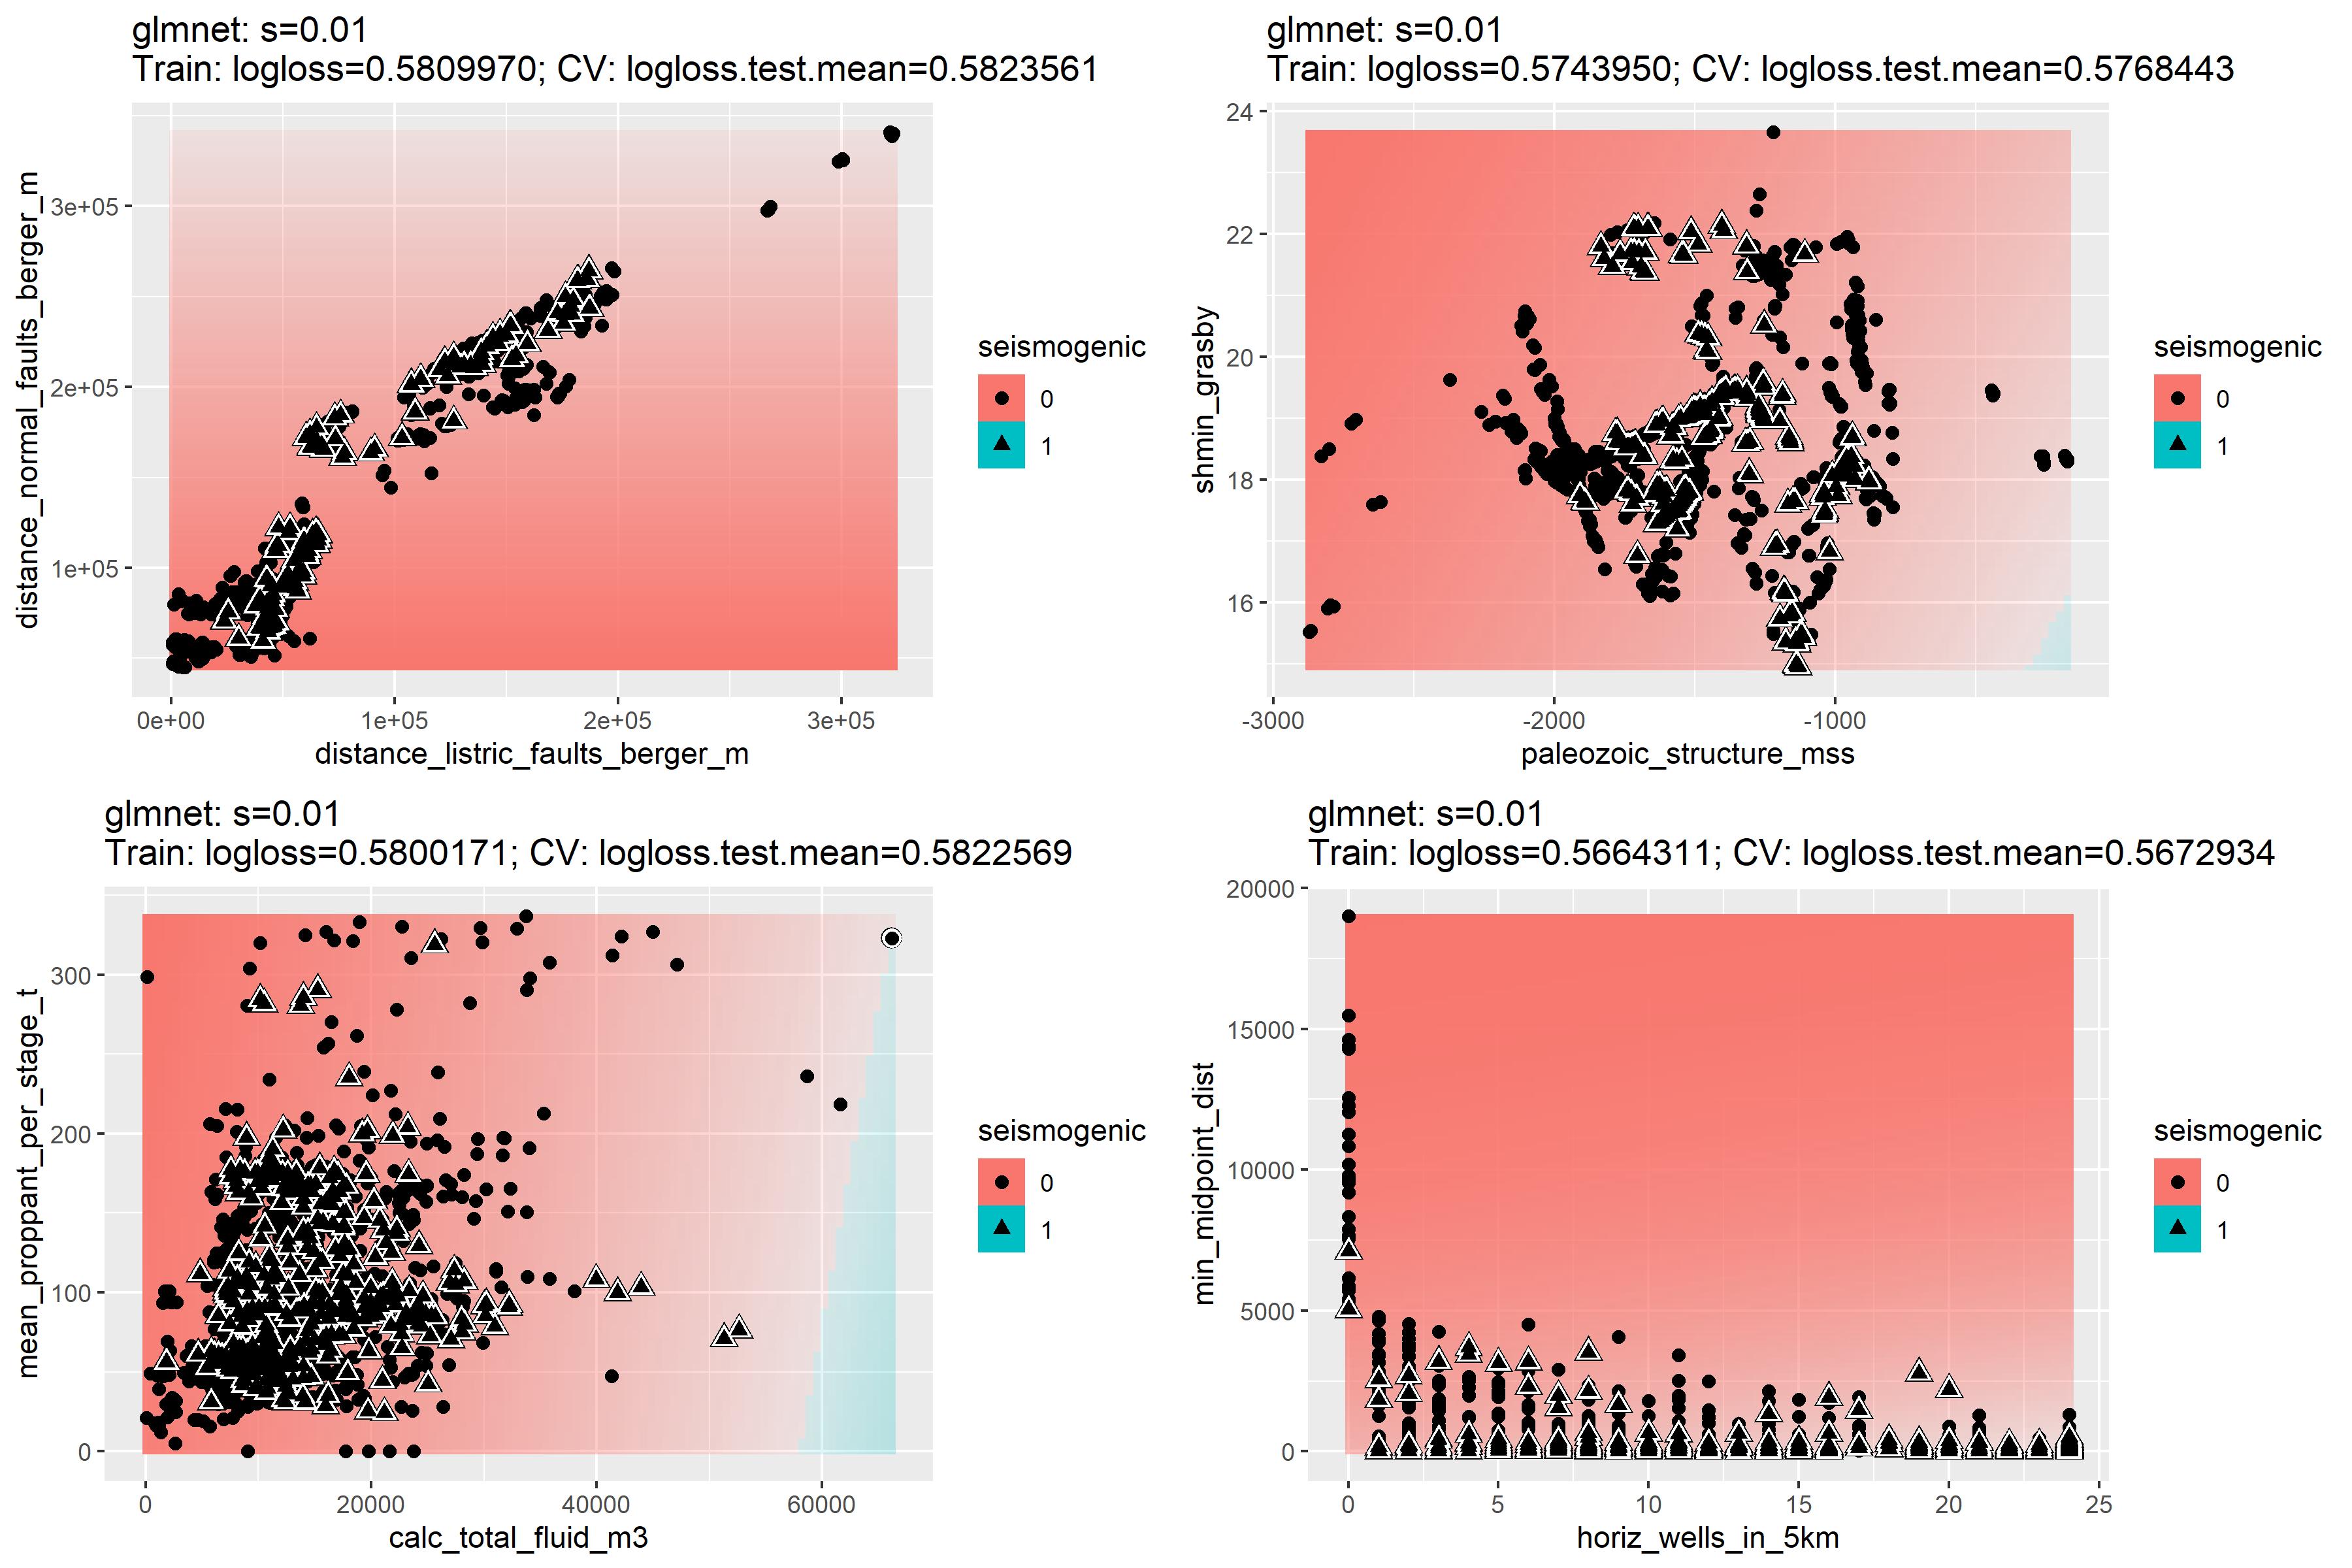 glmnet: s=0.01
Train: logloss=0.5809970; CV: logloss.test.mean=0.5823561
distance_normal_faults_berger_m
3e+05
2e+05
1e+05
0e+00
1e+05
2e+05
3e+05
distance_listric_faults_berger_m
seismogenic
0
1
glmnet: s=0.01
Train: logloss=0.5743950; CV: logloss.test.mean=0.5768443
shmin_grasby
24
22
20
18
16
-3000
-2000
-1000
paleozoic_structure_mss
seismogenic
0
1
glmnet: s=0.01
Train: logloss=0.5800171; CV: logloss.test.mean=0.5822569
mean_proppant_per_stage_t
300
200
100
0
0
20000
40000
60000
calc_total_fluid_m3
seismogenic
0
1
glmnet: s=0.01
Train: logloss=0.5664311; CV: logloss.test.mean=0.5672934
min_midpoint_dist
20000
15000
10000
5000
0
0
5
10
15
20
25
horiz_wells_in_5km
seismogenic
0
1